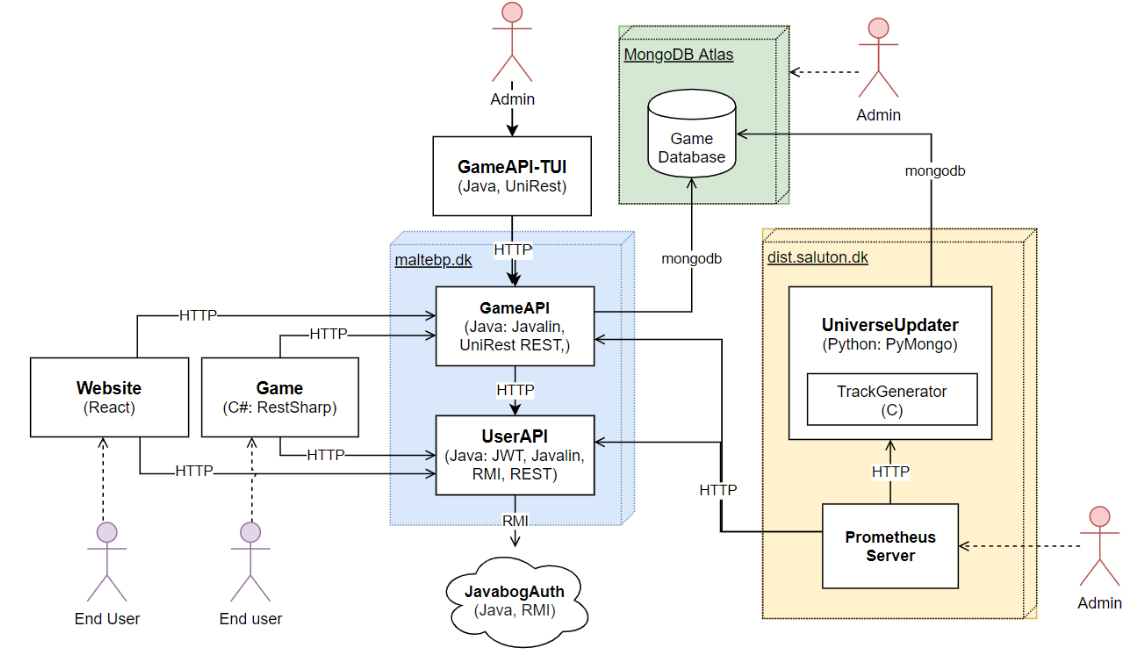 Admin
MongoDB Atlas
Admin
Game
Database
mongodb
GameAPI-TUI
(Java, UniRest)
HTTP
mongodb
maltebp.dk
dist.saluton.dk
GameAPI
(Java: Javalin,
UniRest REST,)
HTTP
HTTP
UniverseUpdater
(Python: PyMongo)
TrackGenerator
(C)
Website
(React)
Game
(C#: RestSharp)
HTTP
UserAPI
(Java: JWT, Javalin,
RMI, REST)
HTTP
HTTP
HTTP
HTTP
RMI
Prometheus
Server
JavabogAuth
(Java, RMI)
End User
End user
Admin